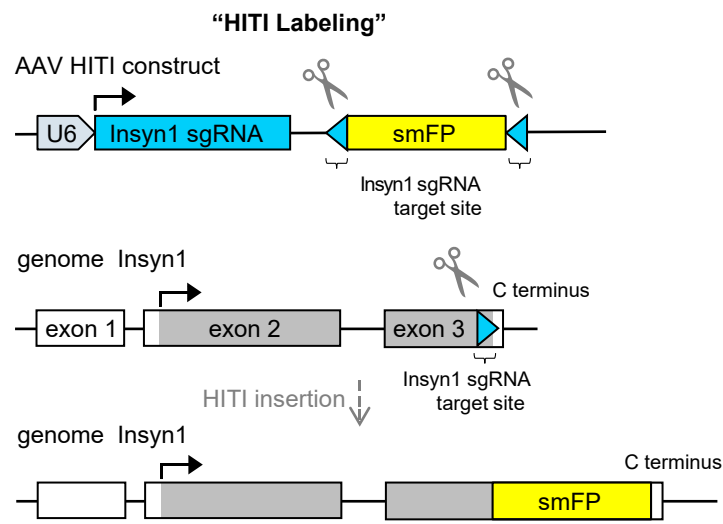 “HITI Labeling”
AAV HITI construct
U6
Insyn1 sgRNA
smFP
Insyn1 sgRNA
target site
genome Insyn1
C terminus
exon 1
exon 2
exon 3
Insyn1 sgRNA
target site
HITI insertion
genome Insyn1
C terminus
smFP